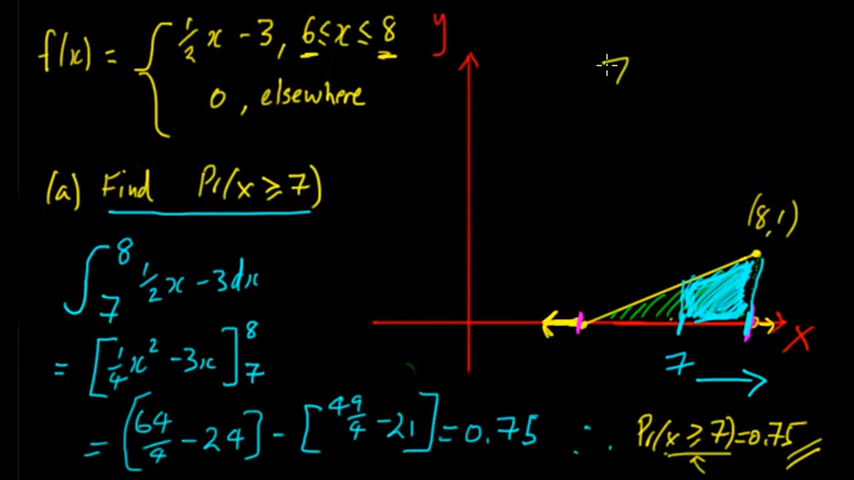 f(x) = { ½x - 3, 6≤x≤8
0, elsewhere
y
7
(a) Find Pr(x ≥ 7)
(8,1)
∫₇⁸ ½x - 3dx
= [¼x² - 3x]₇⁸
x
7
= [64/4 - 24] - [49/4 - 21] = 0.75 ∴ Pr(x ≥ 7) = 0.75